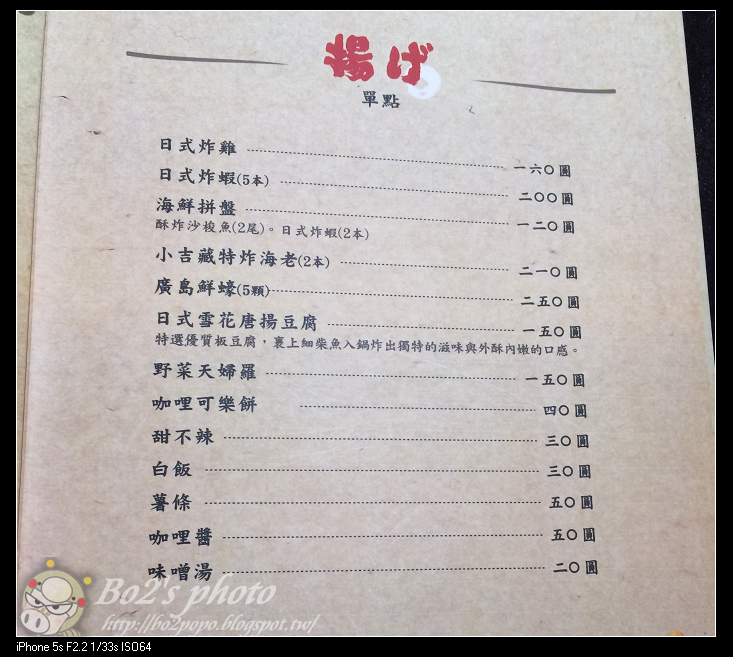 揚げ
單點
日式炸雞 一六〇圓
日式炸蝦(5本) 二〇〇圓
海鮮拼盤 一二〇圓
酥炸沙梭魚(2尾)。日式炸蝦(2本)
小吉藏特炸海老(2本) 二一〇圓
廣島鮮蠔(5顆) 二五〇圓
日式雪花唐揚豆腐 一五〇圓
特選優質板豆腐，裹上細柴魚入鍋炸出獨特的滋味與外酥內嫩的口感。
野菜天婦羅 一五〇圓
咖哩可樂餅 四〇圓
甜不辣 三〇圓
白飯 三〇圓
薯條 五〇圓
咖哩醬 五〇圓
味噌湯 二〇圓
Bo2's photo
http://bo2popo.blogspot.tw/
iPhone 5s F2.2 1/33s ISO64